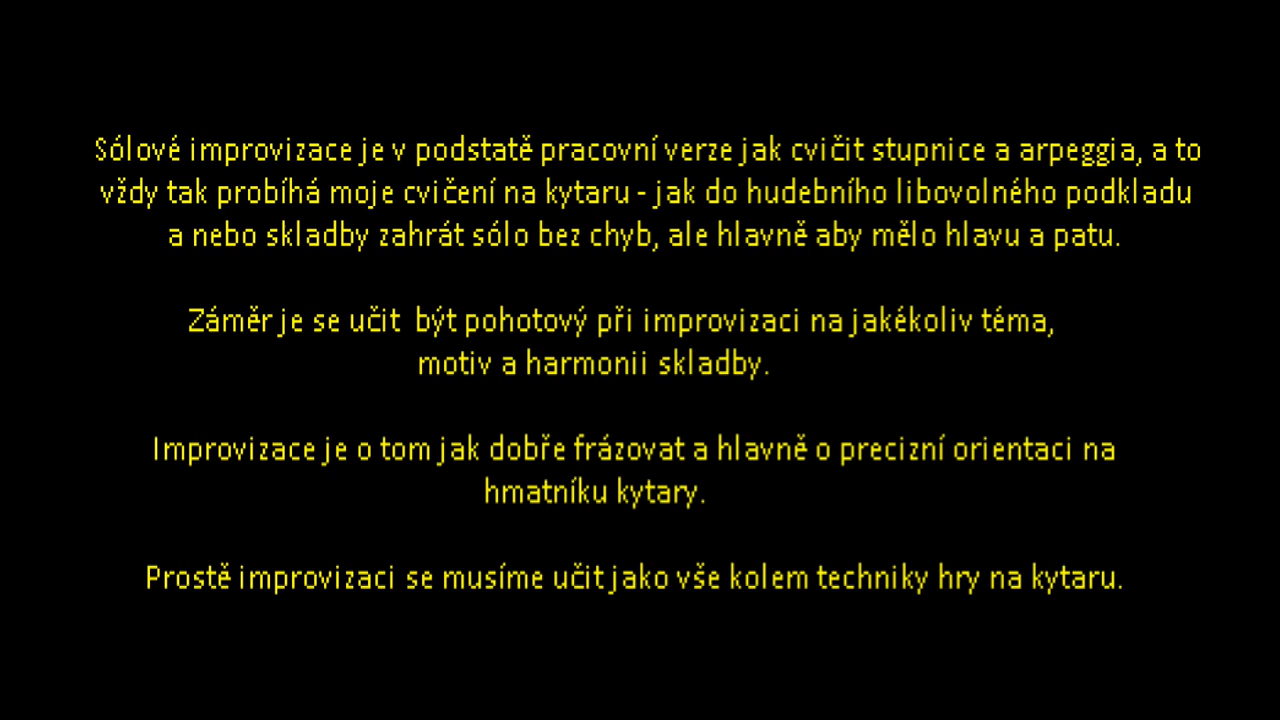 Sólové improvizace je v podstatě pracovní verze jak cvičit stupnice a arpeggia, a to
vždy tak probíhá moje cvičení na kytaru - jak do hudebního libovolného podkladu
a nebo skladby zahrát sólo bez chyb, ale hlavně aby mělo hlavu a patu.
Záměr je se učit být pohotový při improvizaci na jakékoliv téma,
motiv a harmonii skladby.
Improvizace je o tom jak dobře frázovat a hlavně o precizní orientaci na
hmatníku kytary.
Prostě improvizaci se musíme učit jako vše kolem techniky hry na kytaru.